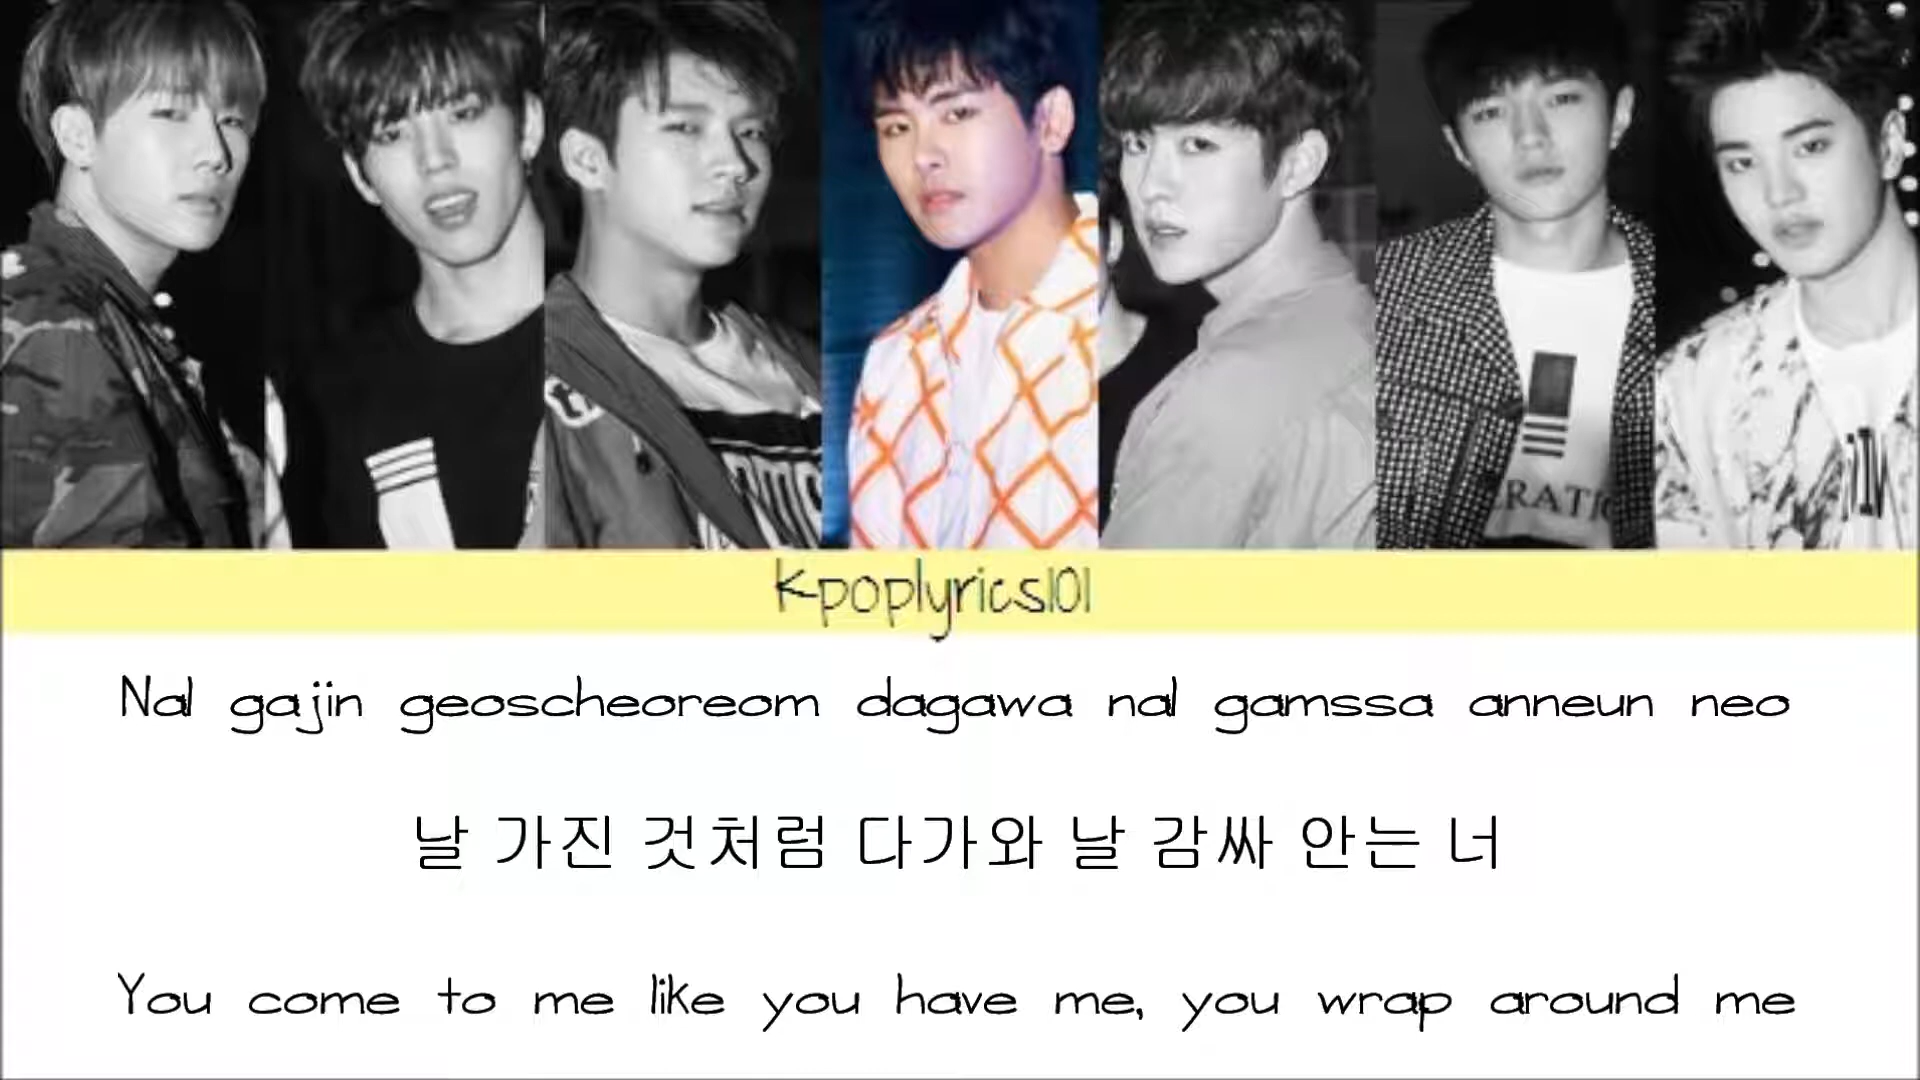 RATIO
Kpoplyrics101
Nal gajin geoscheoreom dagawa nal gamssa anneun neo
날 가진 것처럼 다가와 날 감싸 안는 너
You come to me like you have me, you wrap around me